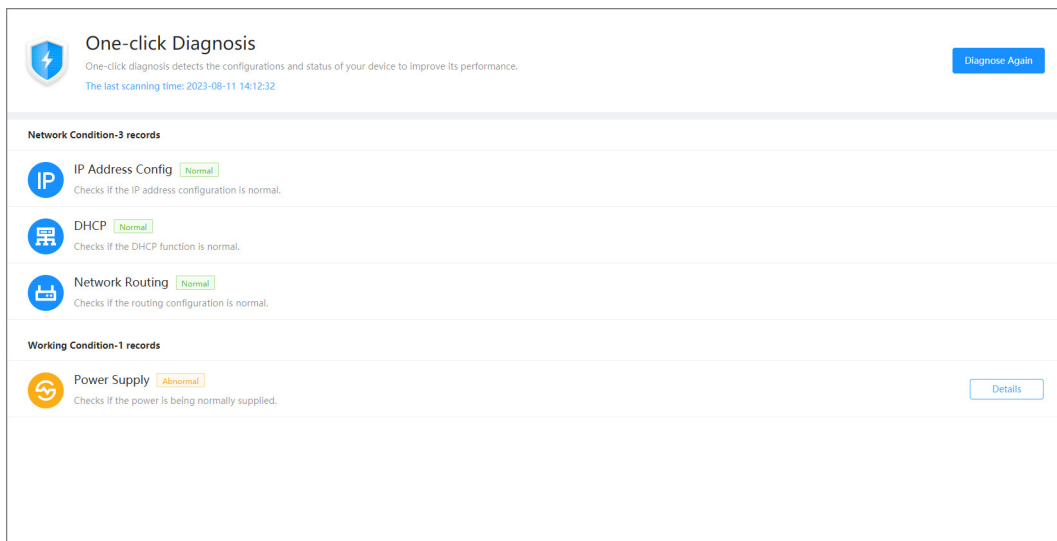 One-click Diagnosis
One-click diagnosis detects the configurations and status of your device to improve its performance.
Diagnose Again
The last scanning time: 2023-08-11 14:12:32
Network Condition-3 records
IP
IP Address Config Normal
Checks if the IP address configuration is normal.
DHCP Normal
Checks if the DHCP function is normal.
Network Routing Normal
Checks if the routing configuration is normal.
Working Condition-1 records
Power Supply Abnormal
Checks if the power is being normally supplied.
Details